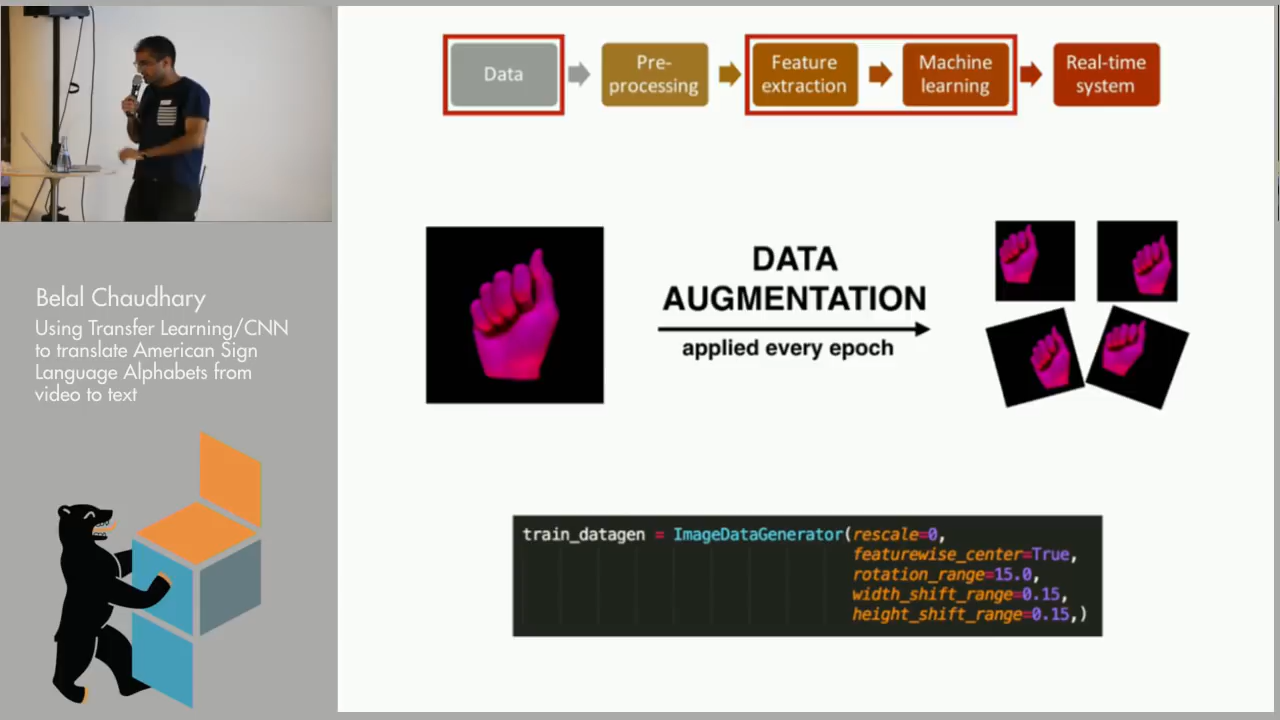 Data
Pre-
processing
Feature
extraction
Machine
learning
Real-time
system
Belal Chaudhary
Using Transfer Learning/CNN
to translate American Sign
Language Alphabets from
video to text
DATA
AUGMENTATION
applied every epoch
train_datagen = ImageDataGenerator(rescale=0,
featurewise_center=True,
rotation_range=15.0,
width_shift_range=0.15,
height_shift_range=0.15,)